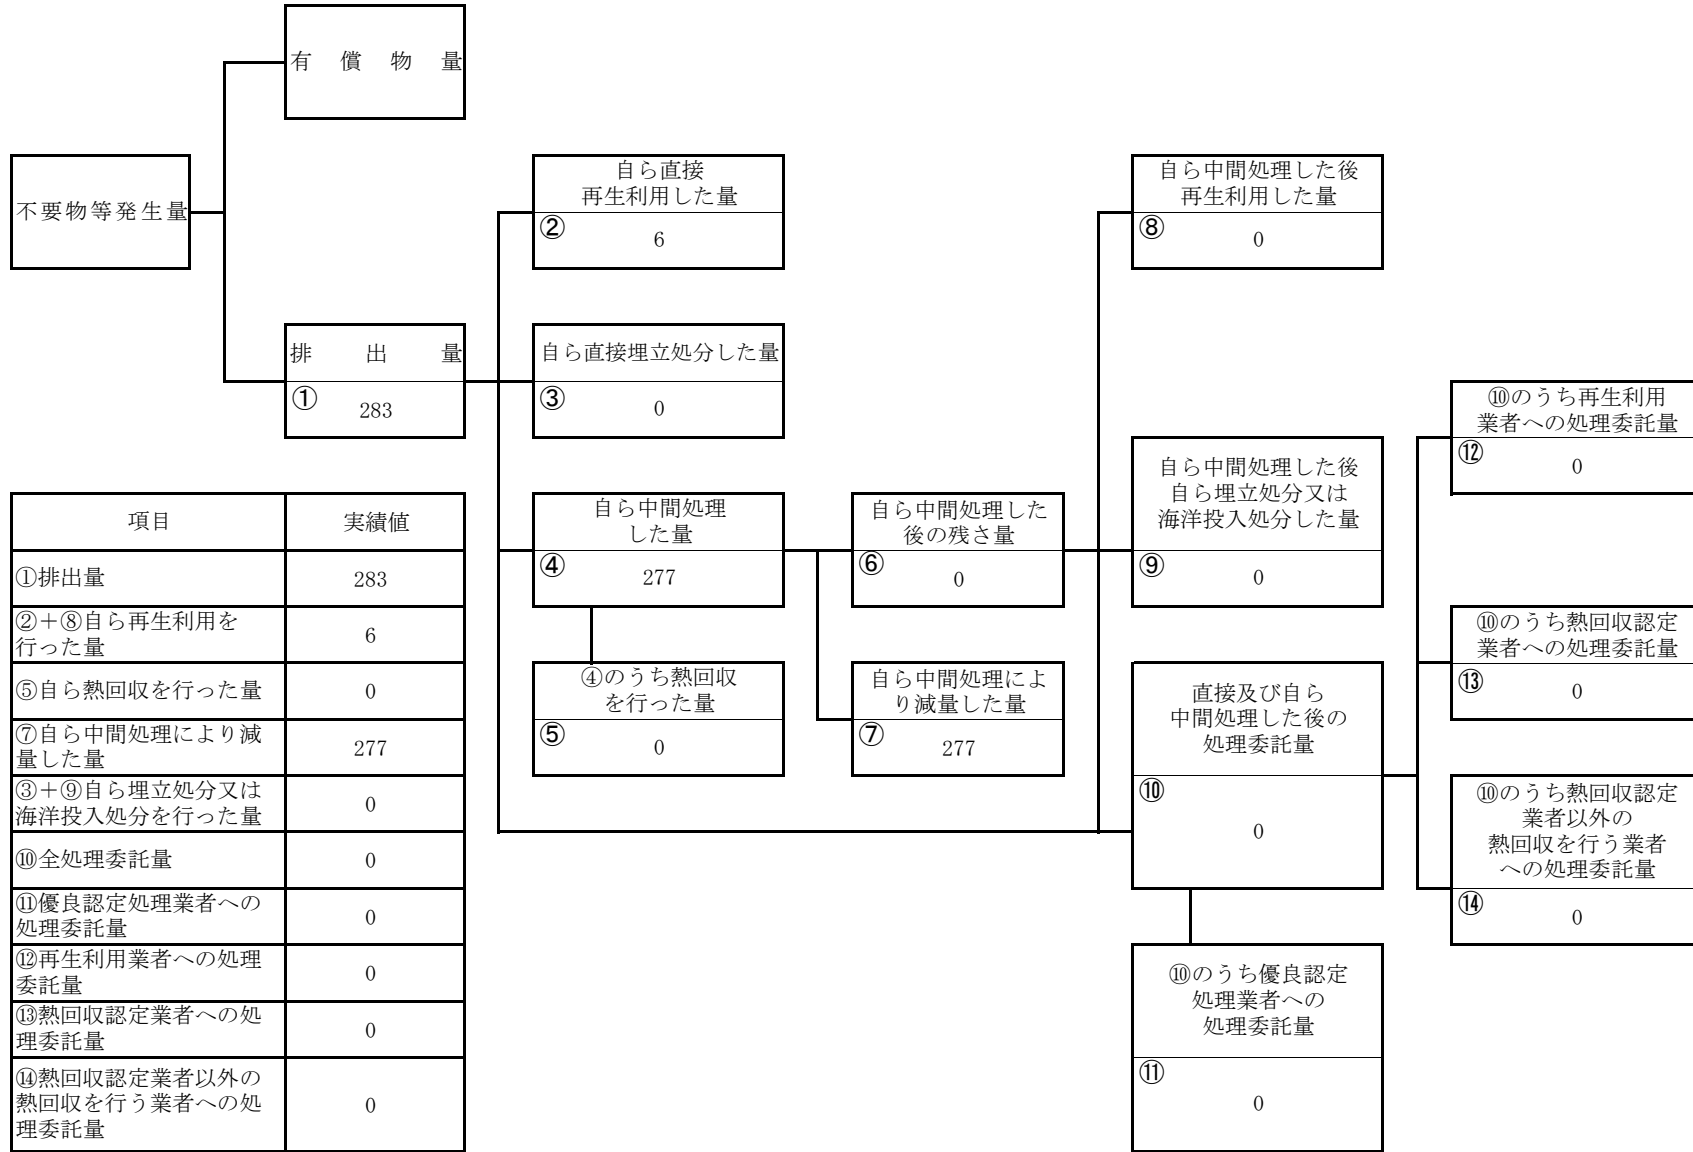 有償物量
不要物等発生量
排出量
①
283
自ら直接
再生利用した量
②
6
自ら直接埋立処分した量
③
0
自ら中間処理
した量
④
277
④のうち熱回収
を行った量
⑤
0
自ら中間処理した
後の残さ量
⑥
0
自ら中間処理によ
り減量した量
⑦
277
自ら中間処理した後
再生利用した量
⑧
0
自ら中間処理した後
自ら埋立処分又は
海洋投入処分した量
⑨
0
直接及び自ら
中間処理した後の
処理委託量
⑩
0
⑩のうち優良認定
処理業者への
処理委託量
⑪
0
⑩のうち再生利用
業者への処理委託量
⑫
0
⑩のうち熱回収認定
業者への処理委託量
⑬
0
⑩のうち熱回収認定
業者以外の
熱回収を行う業者
への処理委託量
⑭
0
項目 実績値
①排出量 283
②+⑧自ら再生利用を
行った量 6
⑤自ら熱回収を行った量 0
⑦自ら中間処理により減
量した量 277
③+⑨自ら埋立処分又は
海洋投入処分を行った量 0
⑩全処理委託量 0
⑪優良認定処理業者への
処理委託量 0
⑫再生利用業者への処理
委託量 0
⑬熱回収認定業者への処
理委託量 0
⑭熱回収認定業者以外の
熱回収を行う業者への処
理委託量 0